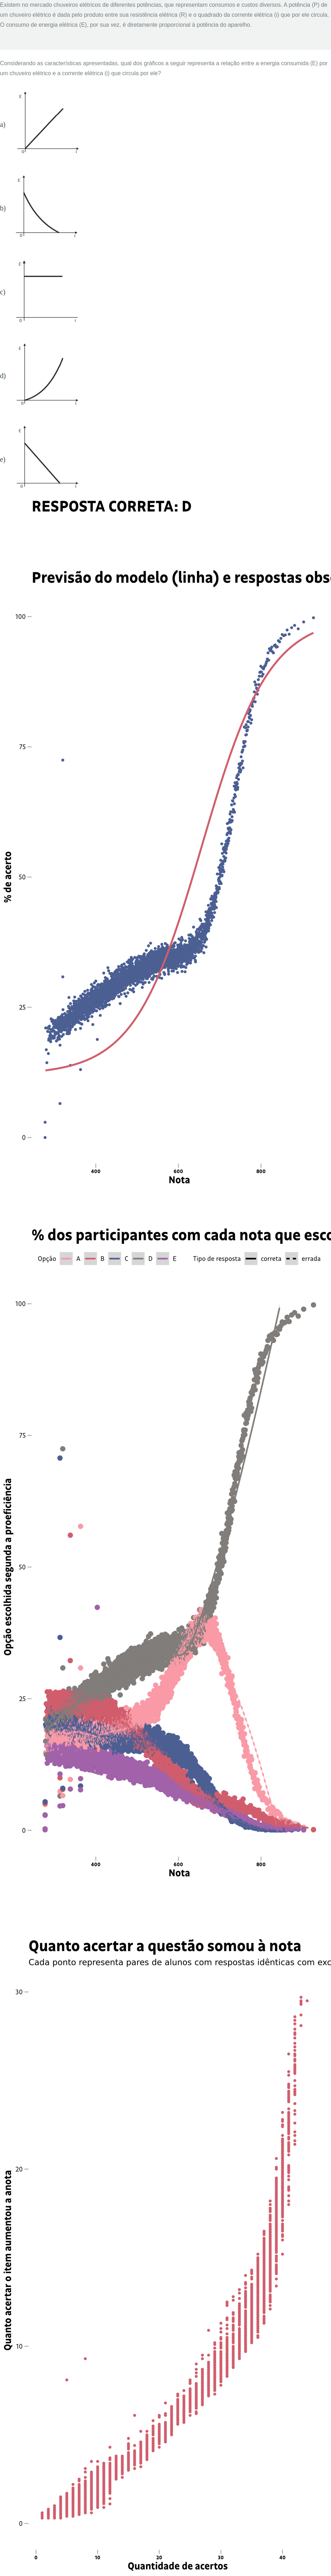 Existem no mercado chuveiros elétricos de diferentes potências, que representam consumos e custos diversos. A potência (P) de
um chuveiro elétrico é dada pelo produto entre sua resistência elétrica (R) e o quadrado da corrente elétrica (i) que por ele circula.
O consumo de energia elétrica (E), por sua vez, é diretamente proporcional à potência do aparelho.
Considerando as características apresentadas, qual dos gráficos a seguir representa a relação entre a energia consumida (E) por
um chuveiro elétrico e a corrente elétrica (i) que circula por ele?
E
a)
0 i
E
b)
0 i
E
c)
0 i
E
d)
0 i
E
e)
0 i
RESPOSTA CORRETA: D
Previsão do modelo (linha) e respostas obs
100
75
50
25
0
% de acerto
400 600 800
Nota
% dos participantes com cada nota que esco
Opção A B C D E Tipo de resposta correta errada
100
75
50
25
0
Opção escolhida segunda a proeficiência
400 600 800
Nota
Quanto acertar a questão somou à nota
Cada ponto representa pares de alunos com respostas idênticas com exc
30
20
10
0
Quanto acertar o item aumentou a anota
0 10 20 30 40
Quantidade de acertos